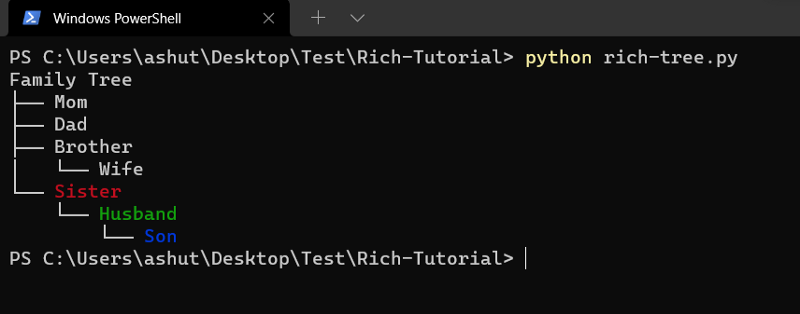 Windows PowerShell
PS C:\Users\ashut\Desktop\Test\Rich-Tutorial> python rich-tree.py
Family Tree
├── Mom
├── Dad
├── Brother
│   └── Wife
└── Sister
    └── Husband
        └── Son
PS C:\Users\ashut\Desktop\Test\Rich-Tutorial>